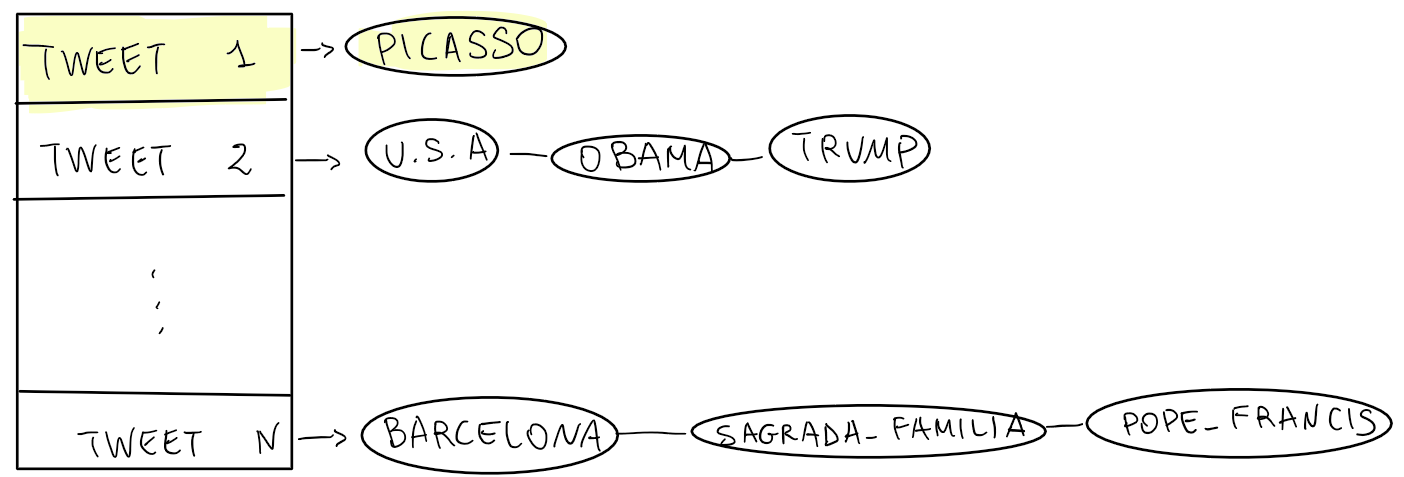 TWEET 1 PICASSO
TWEET 2 U.S.A OBAMA TRUMP
TWEET N BARCELONA SAGRADA_FAMILIA POPE_FRANCIS